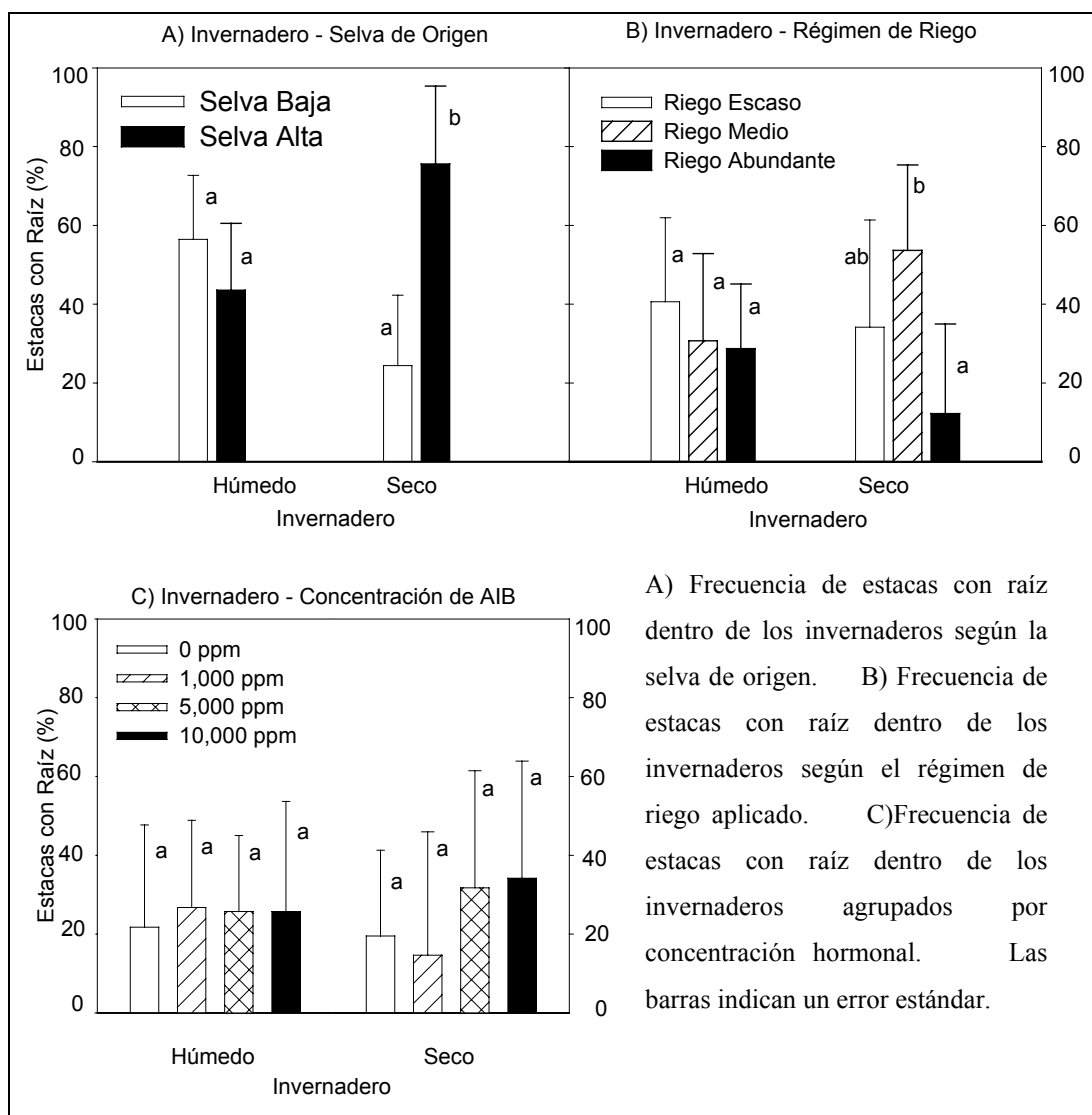 A) Invernadero - Selva de Origen
100
80
60
40
20
0
Estacas con Raíz (%)
Selva Baja
Selva Alta
a
a
a
b
Húmedo
Seco
Invernadero
B) Invernadero - Régimen de Riego
100
80
60
40
20
0
Riego Escaso
Riego Medio
Riego Abundante
a
a
a
ab
b
a
Húmedo
Seco
Invernadero
C) Invernadero - Concentración de AIB
100
80
60
40
20
0
Estacas con Raíz (%)
100
80
60
40
20
0
0 ppm
1,000 ppm
5,000 ppm
10,000 ppm
a
a
a
a
a
a
a
a
Húmedo
Seco
Invernadero
A) Frecuencia de estacas con raíz
dentro de los invernaderos según la
selva de origen. B) Frecuencia de
estacas con raíz dentro de los
invernaderos según el régimen de
riego aplicado. C)Frecuencia de
estacas con raíz dentro de los
invernaderos agrupados por
concentración hormonal. Las
barras indican un error estándar.